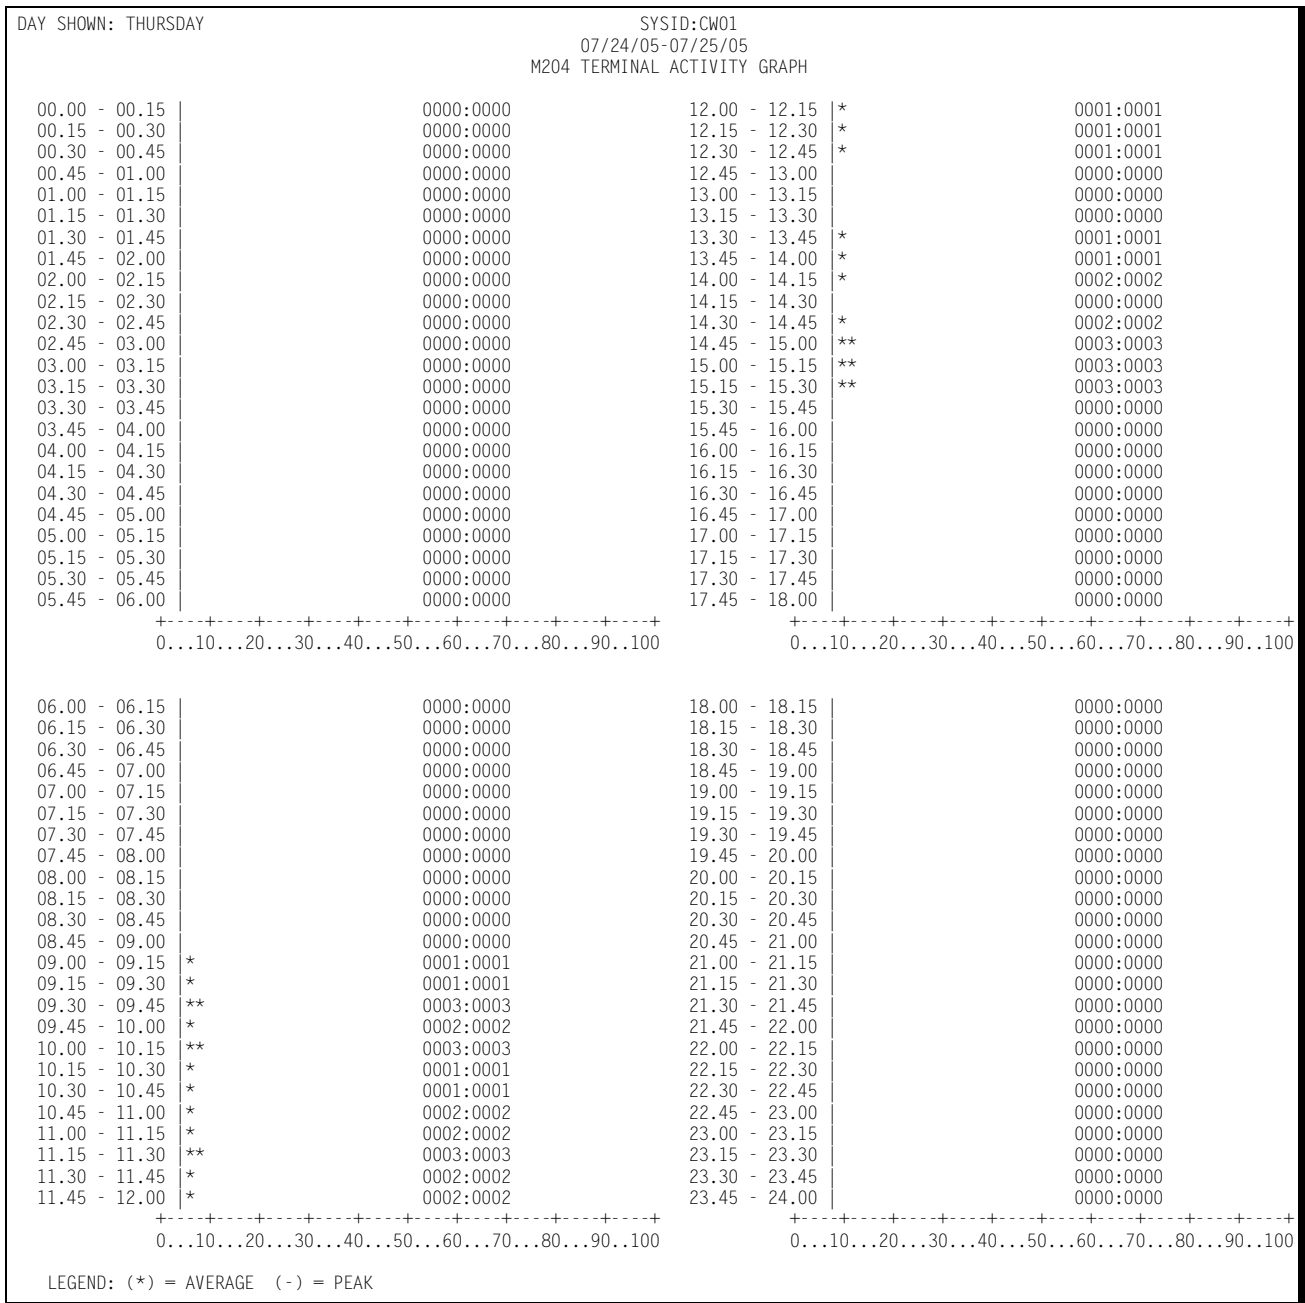 DAY SHOWN: THURSDAY                    SYSID:CW01
07/24/05-07/25/05
M204 TERMINAL ACTIVITY GRAPH
00.00 - 00.15 |     0000:0000     12.00 - 12.15 |*     0001:0001
00.15 - 00.30 |     0000:0000     12.15 - 12.30 |*     0001:0001
00.30 - 00.45 |     0000:0000     12.30 - 12.45 |*     0001:0001
00.45 - 01.00 |     0000:0000     12.45 - 13.00 |     0000:0000
01.00 - 01.15 |     0000:0000     13.00 - 13.15 |     0000:0000
01.15 - 01.30 |     0000:0000     13.15 - 13.30 |     0000:0000
01.30 - 01.45 |     0000:0000     13.30 - 13.45 |*     0001:0001
01.45 - 02.00 |     0000:0000     13.45 - 14.00 |*     0001:0001
02.00 - 02.15 |     0000:0000     14.00 - 14.15 |*     0002:0002
02.15 - 02.30 |     0000:0000     14.15 - 14.30 |     0000:0000
02.30 - 02.45 |     0000:0000     14.30 - 14.45 |*     0002:0002
02.45 - 03.00 |     0000:0000     14.45 - 15.00 |**     0003:0003
03.00 - 03.15 |     0000:0000     15.00 - 15.15 |**     0003:0003
03.15 - 03.30 |     0000:0000     15.15 - 15.30 |**     0003:0003
03.30 - 03.45 |     0000:0000     15.30 - 15.45 |     0000:0000
03.45 - 04.00 |     0000:0000     15.45 - 16.00 |     0000:0000
04.00 - 04.15 |     0000:0000     16.00 - 16.15 |     0000:0000
04.15 - 04.30 |     0000:0000     16.15 - 16.30 |     0000:0000
04.30 - 04.45 |     0000:0000     16.30 - 16.45 |     0000:0000
04.45 - 05.00 |     0000:0000     16.45 - 17.00 |     0000:0000
05.00 - 05.15 |     0000:0000     17.00 - 17.15 |     0000:0000
05.15 - 05.30 |     0000:0000     17.15 - 17.30 |     0000:0000
05.30 - 05.45 |     0000:0000     17.30 - 17.45 |     0000:0000
05.45 - 06.00 |     0000:0000     17.45 - 18.00 |     0000:0000
+----+----+----+----+----+----+----+----+----+----+     +----+----+----+----+----+----+----+----+----+----+
0...10...20...30...40...50...60...70...80...90..100     0...10...20...30...40...50...60...70...80...90..100
06.00 - 06.15 |     0000:0000     18.00 - 18.15 |     0000:0000
06.15 - 06.30 |     0000:0000     18.15 - 18.30 |     0000:0000
06.30 - 06.45 |     0000:0000     18.30 - 18.45 |     0000:0000
06.45 - 07.00 |     0000:0000     18.45 - 19.00 |     0000:0000
07.00 - 07.15 |     0000:0000     19.00 - 19.15 |     0000:0000
07.15 - 07.30 |     0000:0000     19.15 - 19.30 |     0000:0000
07.30 - 07.45 |     0000:0000     19.30 - 19.45 |     0000:0000
07.45 - 08.00 |     0000:0000     19.45 - 20.00 |     0000:0000
08.00 - 08.15 |     0000:0000     20.00 - 20.15 |     0000:0000
08.15 - 08.30 |     0000:0000     20.15 - 20.30 |     0000:0000
08.30 - 08.45 |     0000:0000     20.30 - 20.45 |     0000:0000
08.45 - 09.00 |     0000:0000     20.45 - 21.00 |     0000:0000
09.00 - 09.15 |*     0001:0001     21.00 - 21.15 |     0000:0000
09.15 - 09.30 |*     0001:0001     21.15 - 21.30 |     0000:0000
09.30 - 09.45 |**     0003:0003     21.30 - 21.45 |     0000:0000
09.45 - 10.00 |*     0002:0002     21.45 - 22.00 |     0000:0000
10.00 - 10.15 |**     0003:0003     22.00 - 22.15 |     0000:0000
10.15 - 10.30 |*     0001:0001     22.15 - 22.30 |     0000:0000
10.30 - 10.45 |*     0001:0001     22.30 - 22.45 |     0000:0000
10.45 - 11.00 |*     0002:0002     22.45 - 23.00 |     0000:0000
11.00 - 11.15 |*     0002:0002     23.00 - 23.15 |     0000:0000
11.15 - 11.30 |**     0003:0003     23.15 - 23.30 |     0000:0000
11.30 - 11.45 |*     0002:0002     23.30 - 23.45 |     0000:0000
11.45 - 12.00 |*     0002:0002     23.45 - 24.00 |     0000:0000
+----+----+----+----+----+----+----+----+----+----+     +----+----+----+----+----+----+----+----+----+----+
0...10...20...30...40...50...60...70...80...90..100     0...10...20...30...40...50...60...70...80...90..100
LEGEND: (*) = AVERAGE  (-) = PEAK